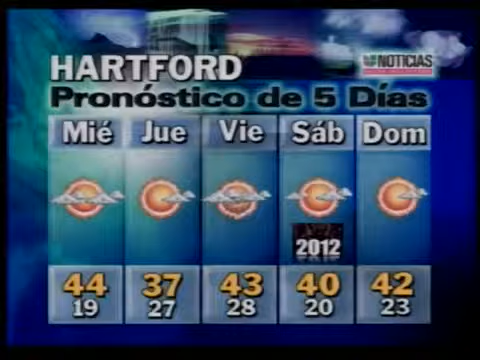 HARTFORD
NOTICIAS
Pronóstico de 5 Días
Mié Jue Vie Sáb Dom
2012
44 37 43 40 42
19 27 28 20 23